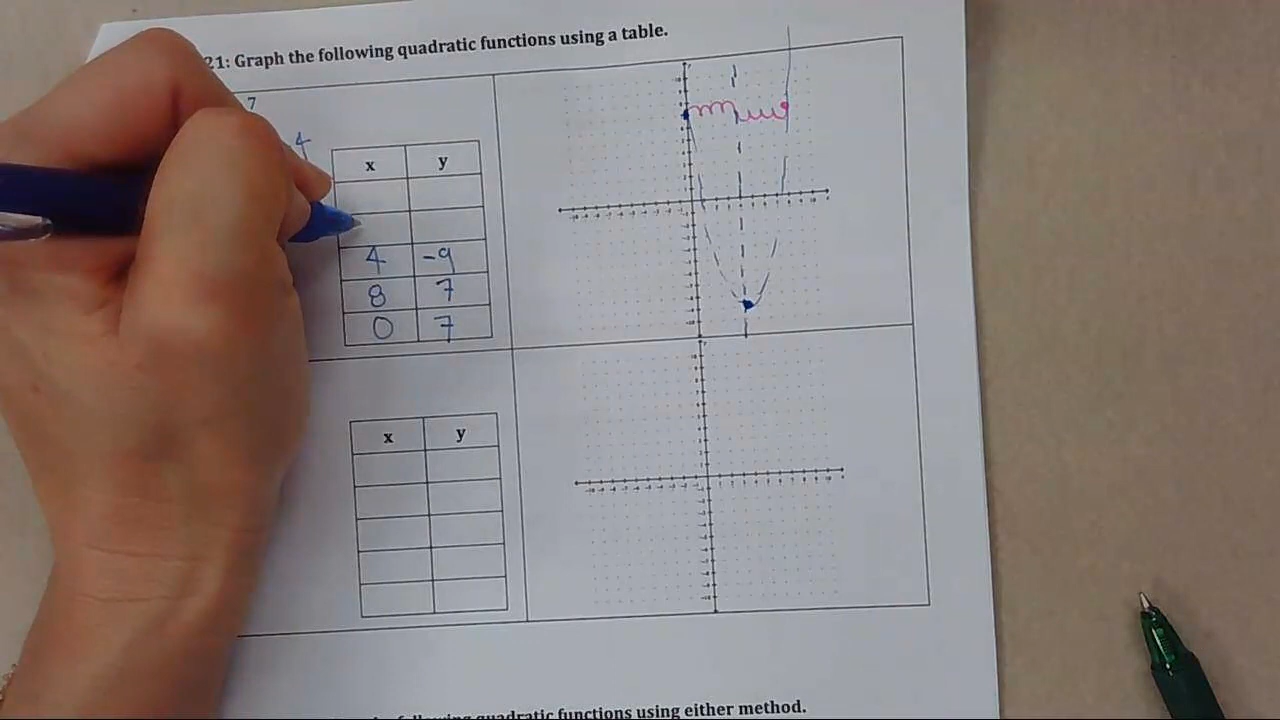 21: Graph the following quadratic functions using a table.
7
4
x y
4 -9
8 7
0 7
x y
following quadratic functions using either method.